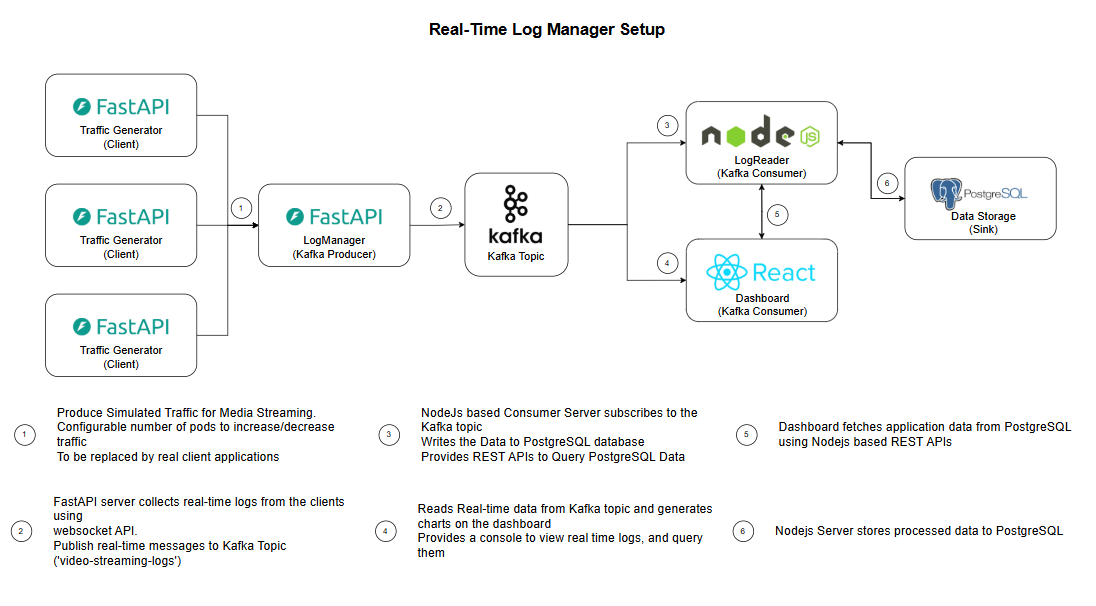 Real-Time Log Manager Setup
FastAPI
Traffic Generator
(Client)
FastAPI
Traffic Generator
(Client)
FastAPI
Traffic Generator
(Client)
1
FastAPI
LogManager
(Kafka Producer)
2
kafka
Kafka Topic
3
node
JS
LogReader
(Kafka Consumer)
5
4
React
Dashboard
(Kafka Consumer)
6
PostgreSQL
Data Storage
(Sink)
1
Produce Simulated Traffic for Media Streaming.
Configurable number of pods to increase/decrease
traffic
To be replaced by real client applications
2
FastAPI server collects real-time logs from the clients
using
websocket API.
Publish real-time messages to Kafka Topic
('video-streaming-logs')
3
NodeJs based Consumer Server subscribes to the
Kafka topic
Writes the Data to PostgreSQL database
Provides REST APIs to Query PostgreSQL Data
4
Reads Real-time data from Kafka topic and generates
charts on the dashboard
Provides a console to view real time logs, and query
them
5
Dashboard fetches application data from PostgreSQL
using Nodejs based REST APIs
6
Nodejs Server stores processed data to PostgreSQL